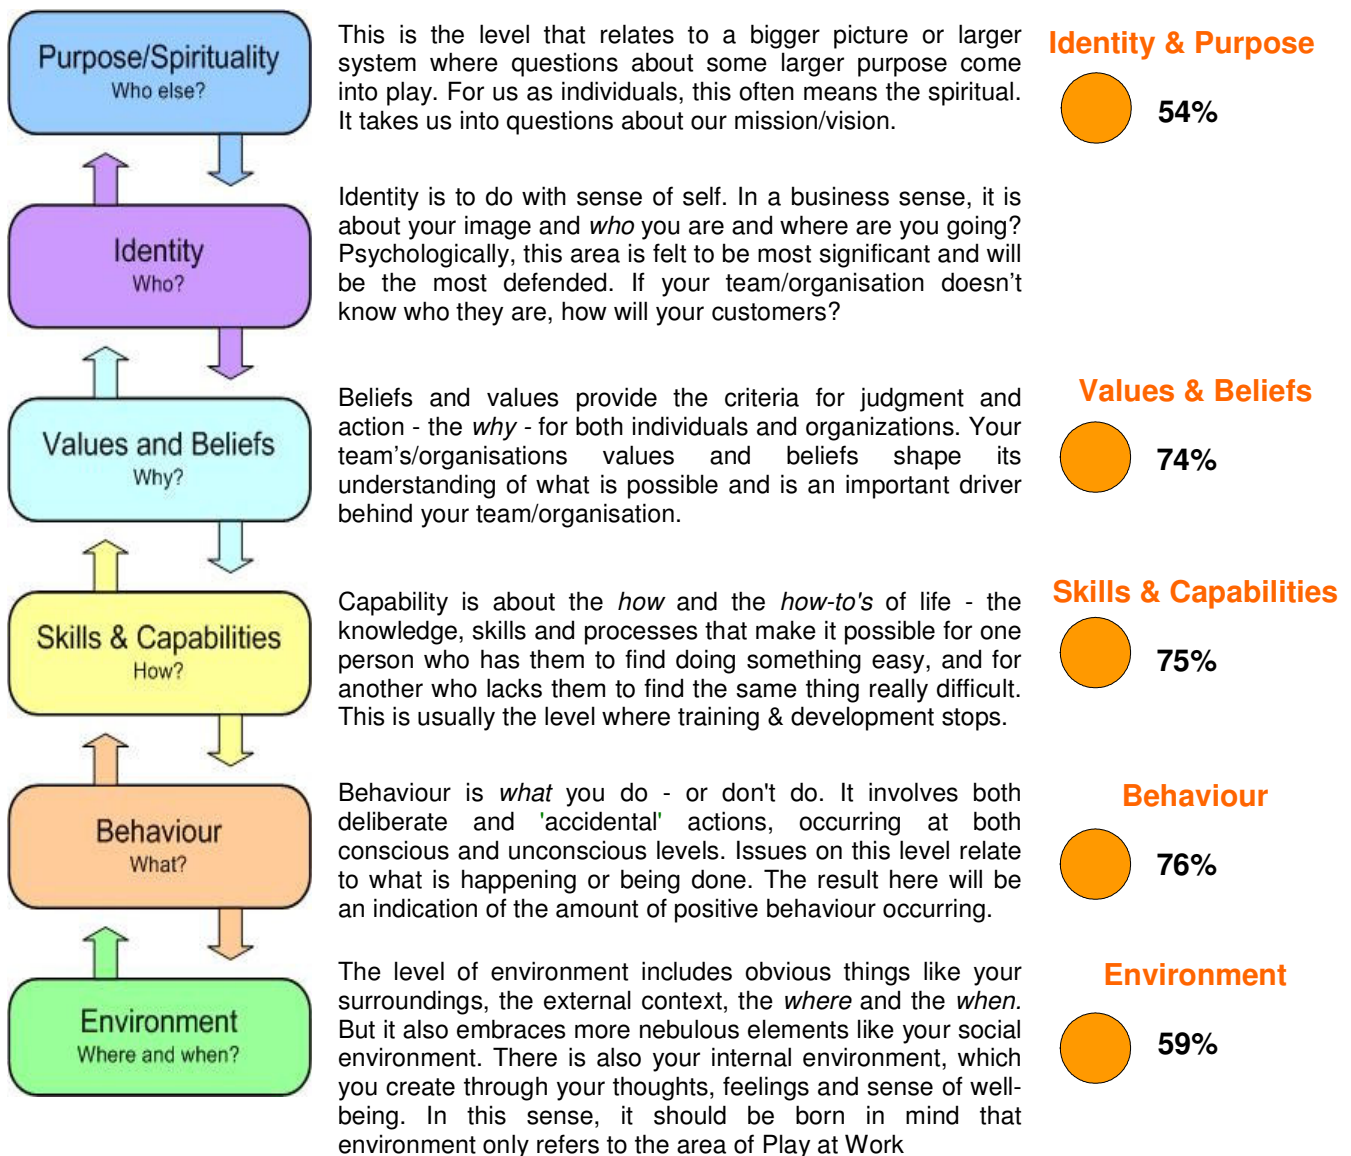 Purpose/Spirituality
Who else?
This is the level that relates to a bigger picture or larger
system where questions about some larger purpose come
into play. For us as individuals, this often means the spiritual.
It takes us into questions about our mission/vision.
Identity & Purpose
54%
Identity
Who?
Identity is to do with sense of self. In a business sense, it is
about your image and who you are and where are you going?
Psychologically, this area is felt to be most significant and will
be the most defended. If your team/organisation doesn't
know who they are, how will your customers?
Values and Beliefs
Why?
Beliefs and values provide the criteria for judgment and
action - the why - for both individuals and organizations. Your
team's/organisations values and beliefs shape its
understanding of what is possible and is an important driver
behind your team/organisation.
Values & Beliefs
74%
Skills & Capabilities
How?
Capability is about the how and the how-to's of life - the
knowledge, skills and processes that make it possible for one
person who has them to find doing something easy, and for
another who lacks them to find the same thing really difficult.
This is usually the level where training & development stops.
Skills & Capabilities
75%
Behaviour
What?
Behaviour is what you do - or don't do. It involves both
deliberate and 'accidental' actions, occurring at both
conscious and unconscious levels. Issues on this level relate
to what is happening or being done. The result here will be
an indication of the amount of positive behaviour occurring.
Behaviour
76%
Environment
Where and when?
The level of environment includes obvious things like your
surroundings, the external context, the where and the when.
But it also embraces more nebulous elements like your social
environment. There is also your internal environment, which
you create through your thoughts, feelings and sense of well-
being. In this sense, it should be born in mind that
environment only refers to the area of Play at Work
Environment
59%